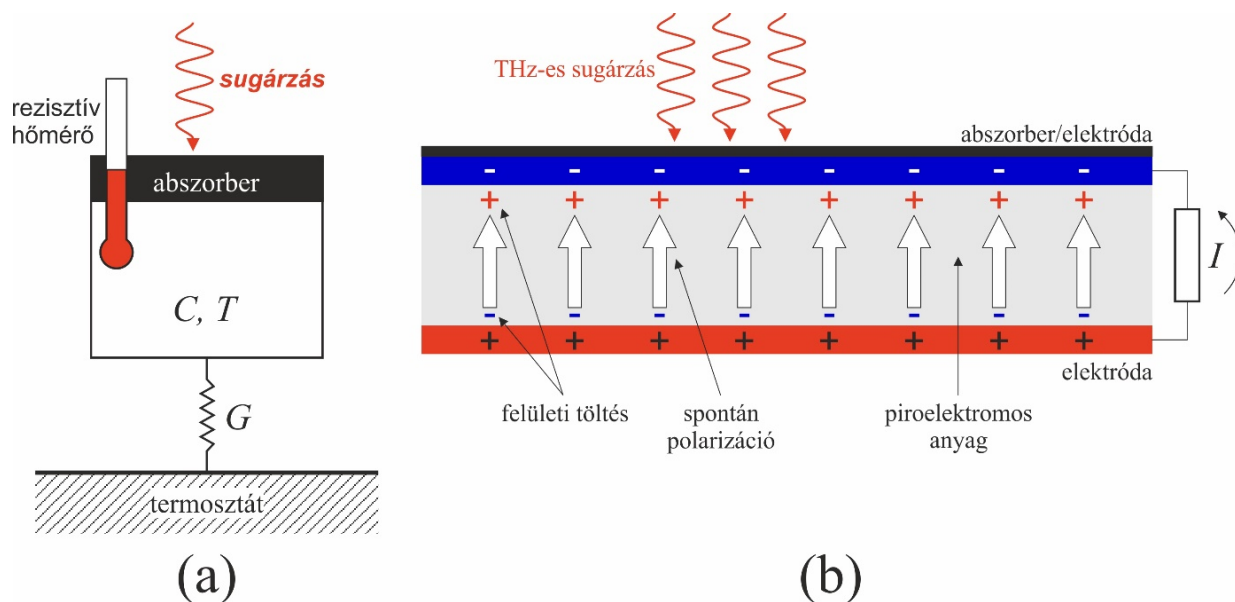 sugárzás
rezisztív
hőmérő
abszorber
C, T
G
termosztát
(a)
THz-es sugárzás
abszorber/elektróda
- - - - - - - -
+ + + + + + + +
I
- - - - - - - -
+ + + + + + + +
elektróda
felületi töltés
spontán
polarizáció
piroelektromos
anyag
(b)